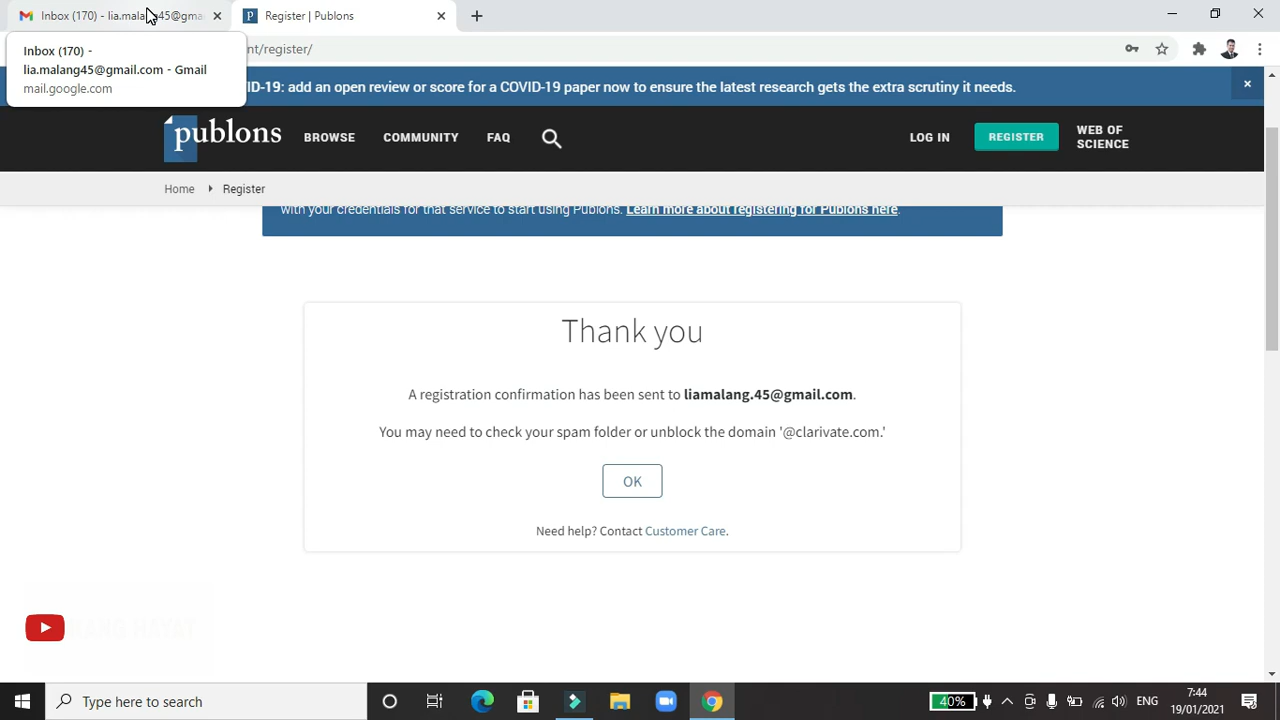 Inbox (170) - lia.malang45@gma
Register | Publons
Inbox (170) -
lia.malang45@gmail.com - Gmail
mail.google.com
nt/register/
ID-19: add an open review or score for a COVID-19 paper now to ensure the latest research gets the extra scrutiny it needs.
publons
BROWSE
COMMUNITY
FAQ
LOG IN
REGISTER
WEB OF
SCIENCE
Home
Register
with your credentials for that service to start using Publons. Learn more about registering for Publons here.
Thank you
A registration confirmation has been sent to liamalang.45@gmail.com.
You may need to check your spam folder or unblock the domain '@clarivate.com.'
OK
Need help? Contact Customer Care.
Type here to search
40%
ENG
7:44
19/01/2021